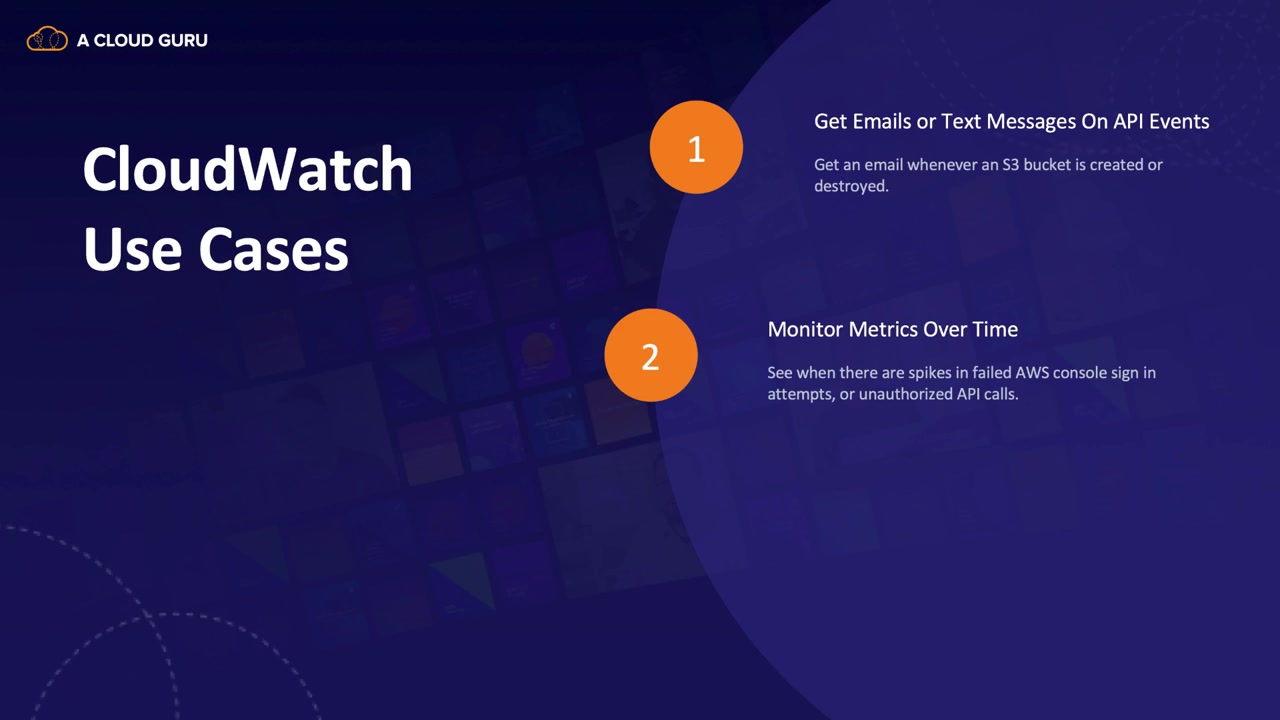 A CLOUD GURU
CloudWatch
Use Cases
1
Get Emails or Text Messages On API Events
Get an email whenever an S3 bucket is created or
destroyed.
2
Monitor Metrics Over Time
See when there are spikes in failed AWS console sign in
attempts, or unauthorized API calls.